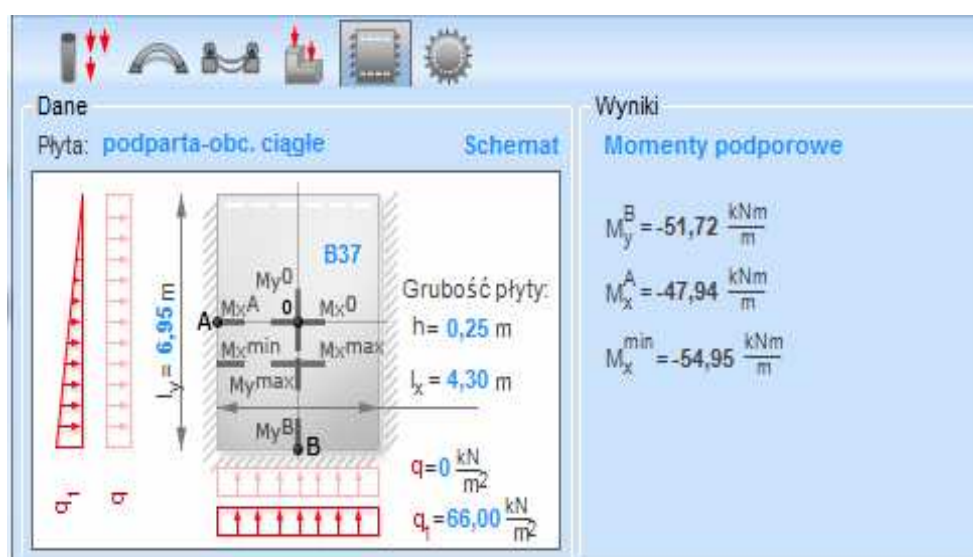 Dane
Płyta: podparta-obc. ciągłe Schemat
B37
My0
MxA 0 Mx0
A
Mxmin Mxmax
Mymax
MyB
B
ly = 6,95 m
q1
q
Grubość płyty:
h= 0,25 m
lx = 4,30 m
q=0 kN/m2
q1=66,00 kN/m2
Wyniki
Momenty podporowe
MyB = -51,72 kNm/m
MxA = -47,94 kNm/m
Mxmin = -54,95 kNm/m